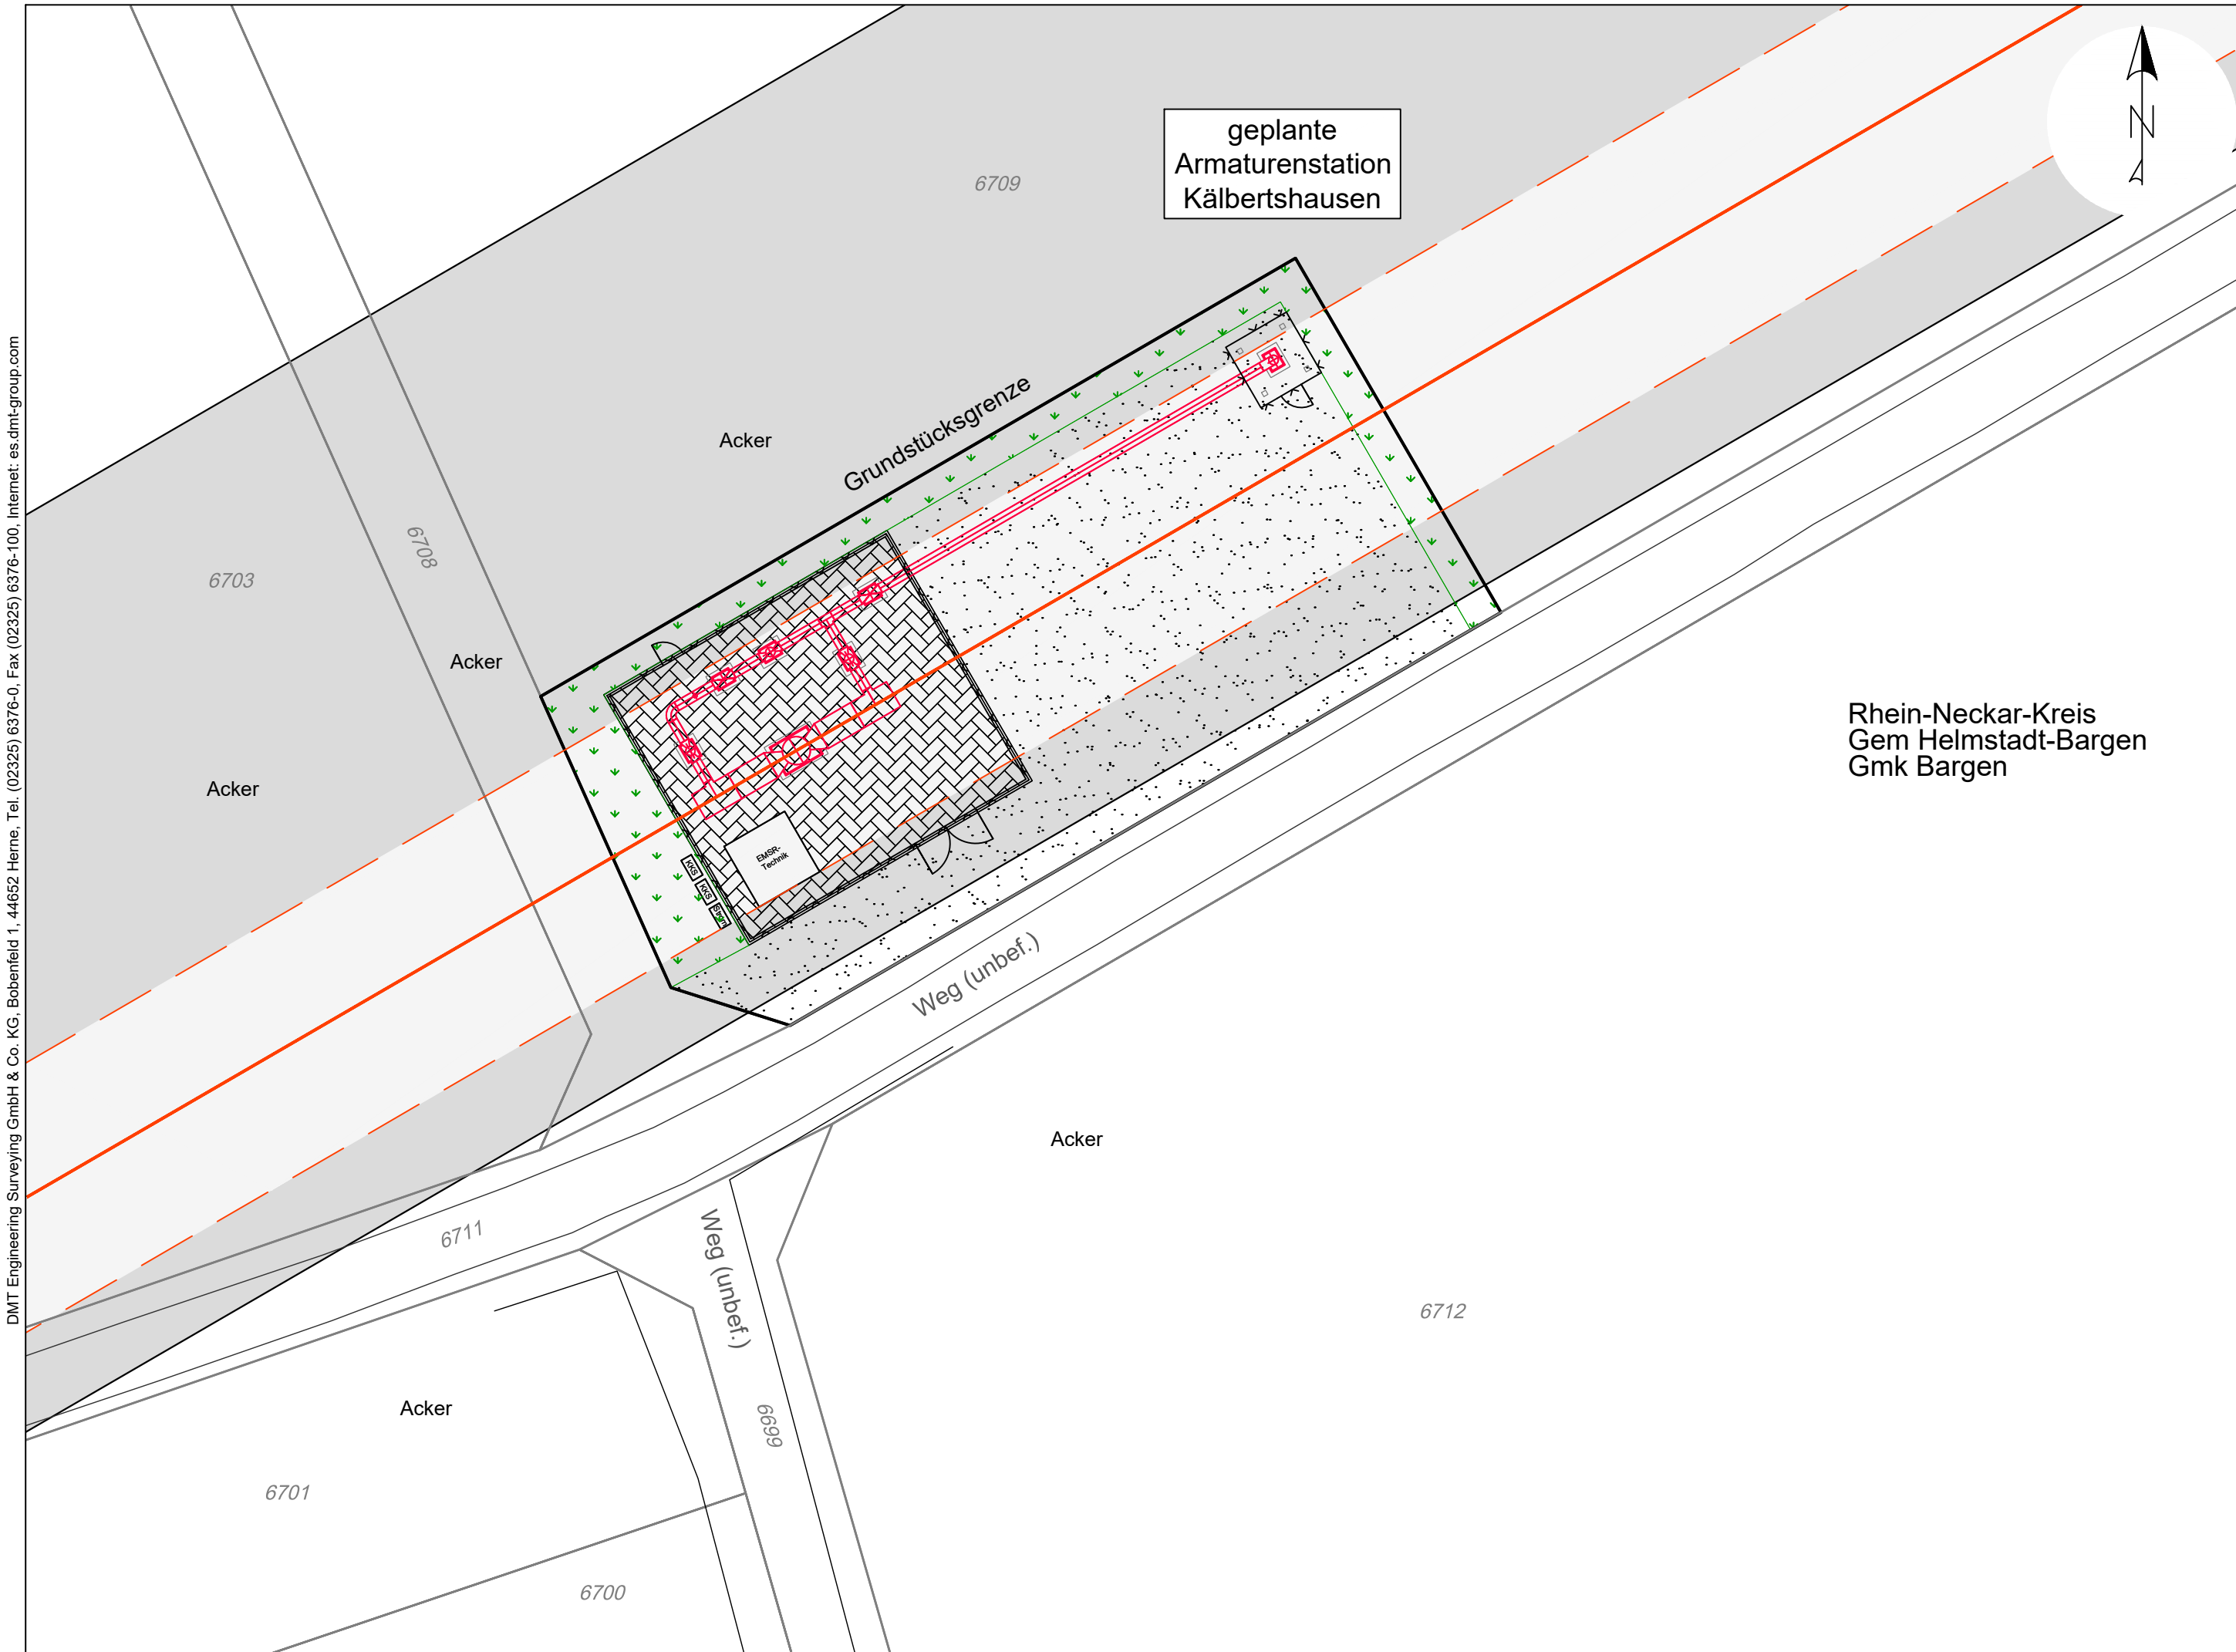 geplante
Armaturenstation
Kälbertshausen
6709
N
Grundstücksgrenze
Acker
6708
6703
Acker
Acker
Rhein-Neckar-Kreis
Gem Helmstadt-Bargen
Gmk Bargen
EMSR-
Technik
KKS
KKS
Weg (unbef.)
Acker
6711
Weg (unbef.)
6712
Acker
6699
6701
6700
DMT Engineering Surveying GmbH & Co. KG, Bobenfeld 1, 44652 Herne, Tel. (02325) 6376-0, Fax (02325) 6376-100, Internet: es.dmt-group.com